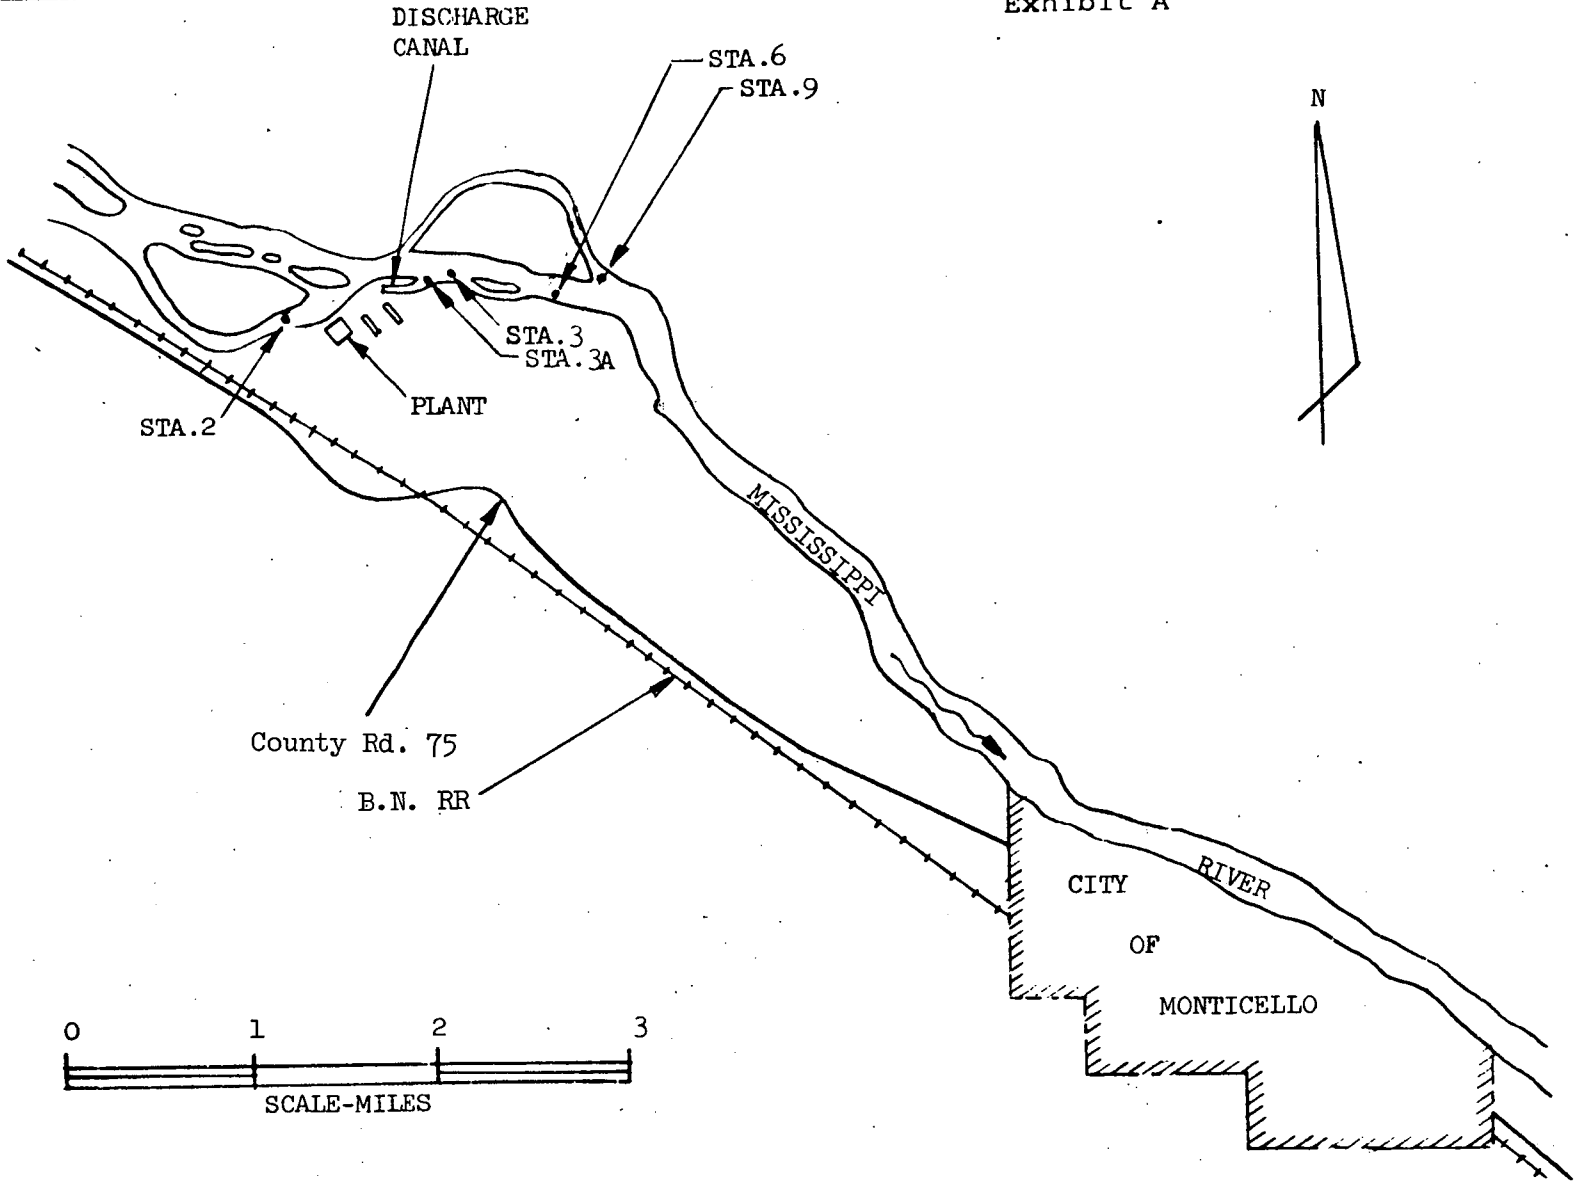 Exhibit A
DISCHARGE
CANAL
STA.6
STA.9
N
STA.3
STA.3A
PLANT
STA.2
MISSISSIPPI
County Rd. 75
B.N. RR
RIVER
CITY
OF
MONTICELLO
0 1 2 3
SCALE-MILES